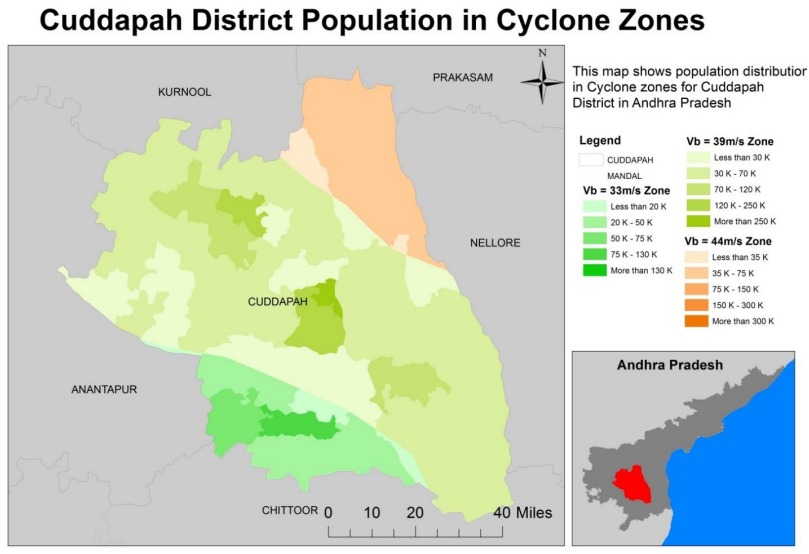 Cuddapah District Population in Cyclone Zones
KURNOOL
PRAKASAM
N
NELLORE
CUDDAPAH
ANANTAPUR
CHITTOOR
0 10 20 40 Miles
This map shows population distribution
in Cyclone zones for Cuddapah
District in Andhra Pradesh
Legend
CUDDAPAH
MANDAL
Vb = 33m/s Zone
Less than 20 K
20 K - 50 K
50 K - 75 K
75 K - 130 K
More than 130 K
Vb = 39m/s Zone
Less than 30 K
30 K - 70 K
70 K - 120 K
120 K - 250 K
More than 250 K
Vb = 44m/s Zone
Less than 35 K
35 K - 75 K
75 K - 150 K
150 K - 300 K
More than 300 K
Andhra Pradesh